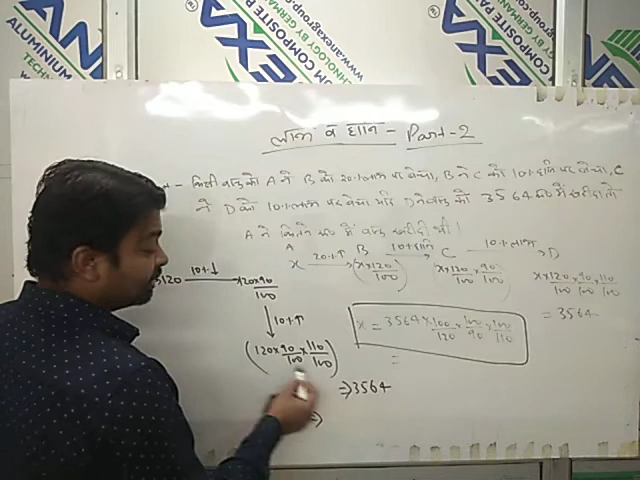 लाभ व हानि - Part-2
किसी वस्तु को A ने B को 20% लाभ पर बेचा, B ने C को 10% हानि पर बेचा, C
ने D को 10% लाभ पर बेचा यदि D ने वस्तु को 3564 रु० में खरीदा तो
A ने कितने रु० में वस्तु खरीदी थी।
A
x 20%↑ B 10% हानि C 10% लाभ D
(x×120/100) (x×120/100×90/100) x×120/100×90/100×110/100
= 3564
120 10%↓ 120×90/100
10%↑
(120×90/100×110/100)
x = 3564×100/120×100/90×100/110
=
⇒3564
⇒